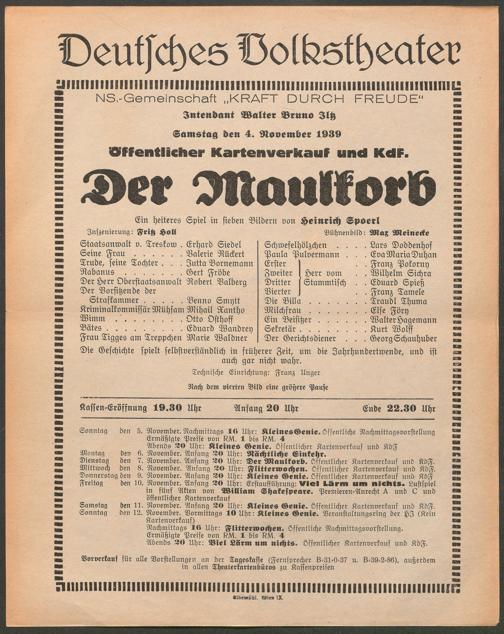 Deutsches Volkstheater
NS.-Gemeinschaft „KRAFT DURCH FREUDE“
Intendant Walter Bruno Iltz
Samstag den 4. November 1939
Öffentlicher Kartenverkauf und KdF.
Der Maulkorb
Ein heiteres Spiel in sieben Bildern von Heinrich Spoerl
Inszenierung: Fritz Holl Bühnenbild: Max Meinecke
Staatsanwalt v. Treskow . Erhard Siedel
Seine Frau . . . . . . Valerie Rückert
Trude, seine Tochter . . . Jutta Bornemann
Rabanus . . . . . . Gert Fröbe
Der Herr Oberstaatsanwalt Robert Valberg
Der Vorsitzende der
Strafkammer . . . . . Benno Smytt
Kriminalkommissär Mühsam Mihail Xantho
Wimm . . . . . . Otto Osthoff
Bätes . . . . . . Eduard Wandrey
Frau Tigges am Treppchen Marie Waldner
Schwefelhölzchen . . . . Lars Doddenhof
Paula Pulvermann . . . Eva Maria Duhan
Erster Franz Pokorny
Zweiter Herr vom . Wilhelm Sichra
Dritter Stammtisch . Eduard Spieß
Vierter Franz Tamele
Die Villa . . . . . . Traudl Thuma
Milchfrau . . . . . . Else Föry
Ein Beisitzer . . . . . Walter Hagemann
Sekretär . . . . . . Kurt Wolff
Der Gerichtsdiener . . . Georg Schauhuber
Die Geschichte spielt selbstverständlich in früherer Zeit, um die Jahrhundertwende, und ist
auch gar nicht wahr.
Technische Einrichtung: Franz Unger
Nach dem vierten Bild eine größere Pause
Kassen-Eröffnung 19.30 Uhr Anfang 20 Uhr Ende 22.30 Uhr
Sonntag den 5. November. Nachmittags 16 Uhr: Kleines Genie. Öffentliche Nachmittagsvorstellung
Ermäßigte Preise von RM. 1 bis RM. 4
Abends 20 Uhr: Kleines Genie. Öffentlicher Kartenverkauf und KdF
Montag den 6. November. Anfang 20 Uhr: Nächtliche Einkehr.
Dienstag den 7. November. Anfang 20 Uhr: Der Maulkorb. Öffentlicher Kartenverkauf und KdF.
Mittwoch den 8. November. Anfang 20 Uhr: Flitterwochen. Öffentlicher Kartenverkauf und KdF.
Donnerstag den 9. November. Anfang 20 Uhr: Kleines Genie. Öffentlicher Kartenverkauf und KdF.
Freitag den 10. November. Anfang 20 Uhr: Erstaufführung: Viel Lärm um nichts. Lustspiel
in fünf Akten von William Shakespeare. Premieren-Anrecht A und C und
öffentlicher Kartenverkauf
Samstag den 11. November. Anfang 20 Uhr: Kleines Genie. Öffentlicher Kartenverkauf und KdF
Sonntag den 12. November. Vormittags 10 Uhr: Kleines Genie. Veranstaltungsring der HJ (Kein
Kartenverkauf)
Nachmittags 16 Uhr: Flitterwochen. Öffentliche Nachmittagsvorstellung.
Ermäßigte Preise von RM. 1 bis RM. 4
Abends 20 Uhr: Viel Lärm um nichts. Öffentlicher Kartenverkauf und KdF.
Vorverkauf für alle Vorstellungen an der Tageskasse (Fernsprecher B-31-0-37 u. B-39-2-86), außerdem
in allen Theaterkartenbüros zu Kassenpreisen
Elbemühl, Wien IX.